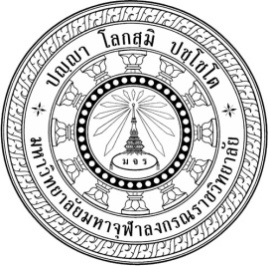 ปญฺญา โลกสฺมิ ปชฺโชโต
ม จ ร
มหาวิทยาลัยมหาจุฬาลงกรณราชวิทยาลัย